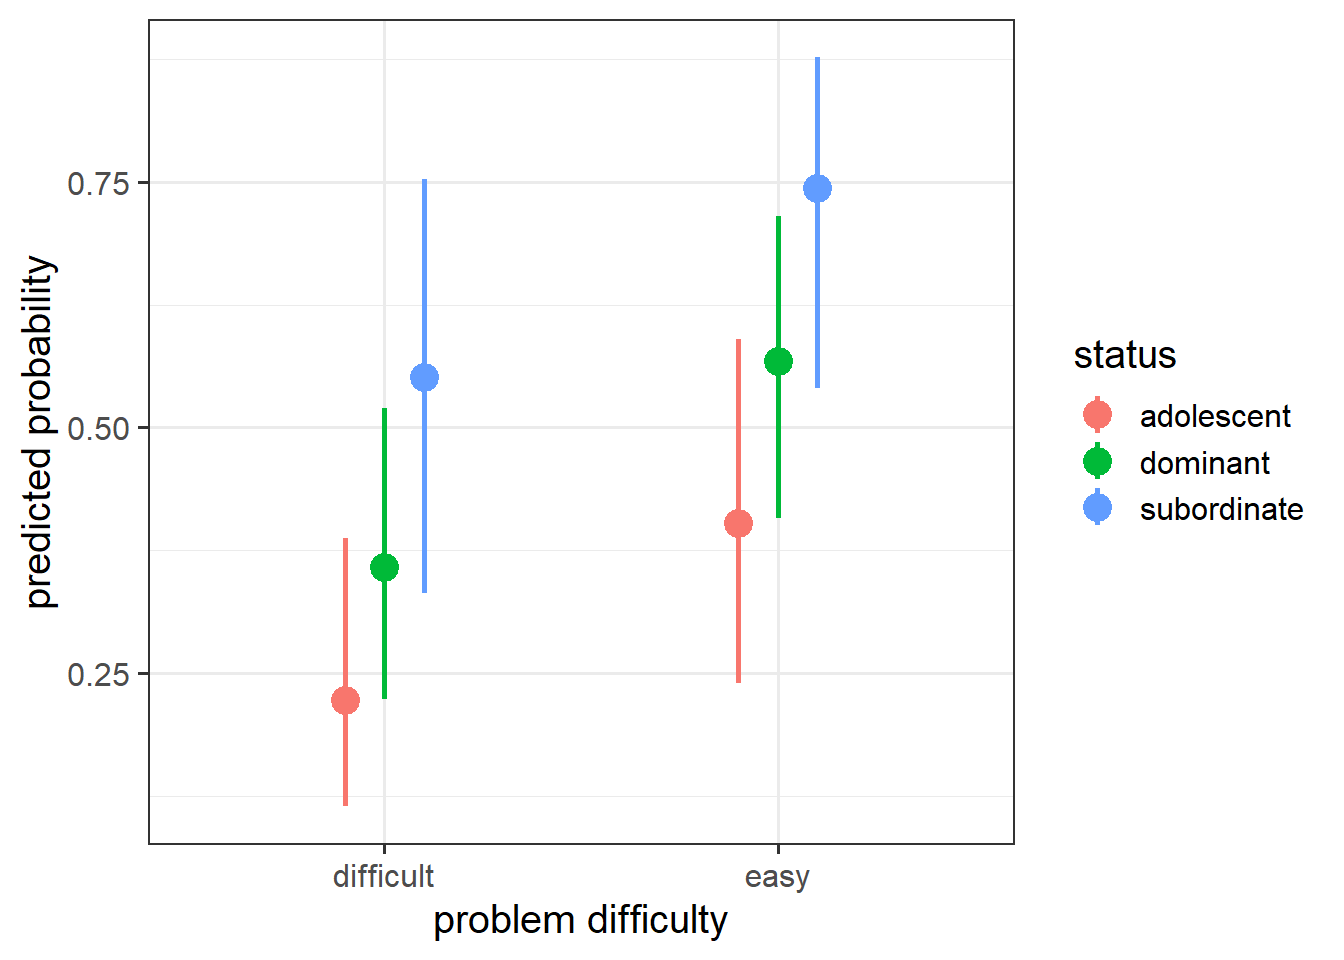 predicted probability
0.75
0.50
0.25
difficult
easy
problem difficulty
status
adolescent
dominant
subordinate